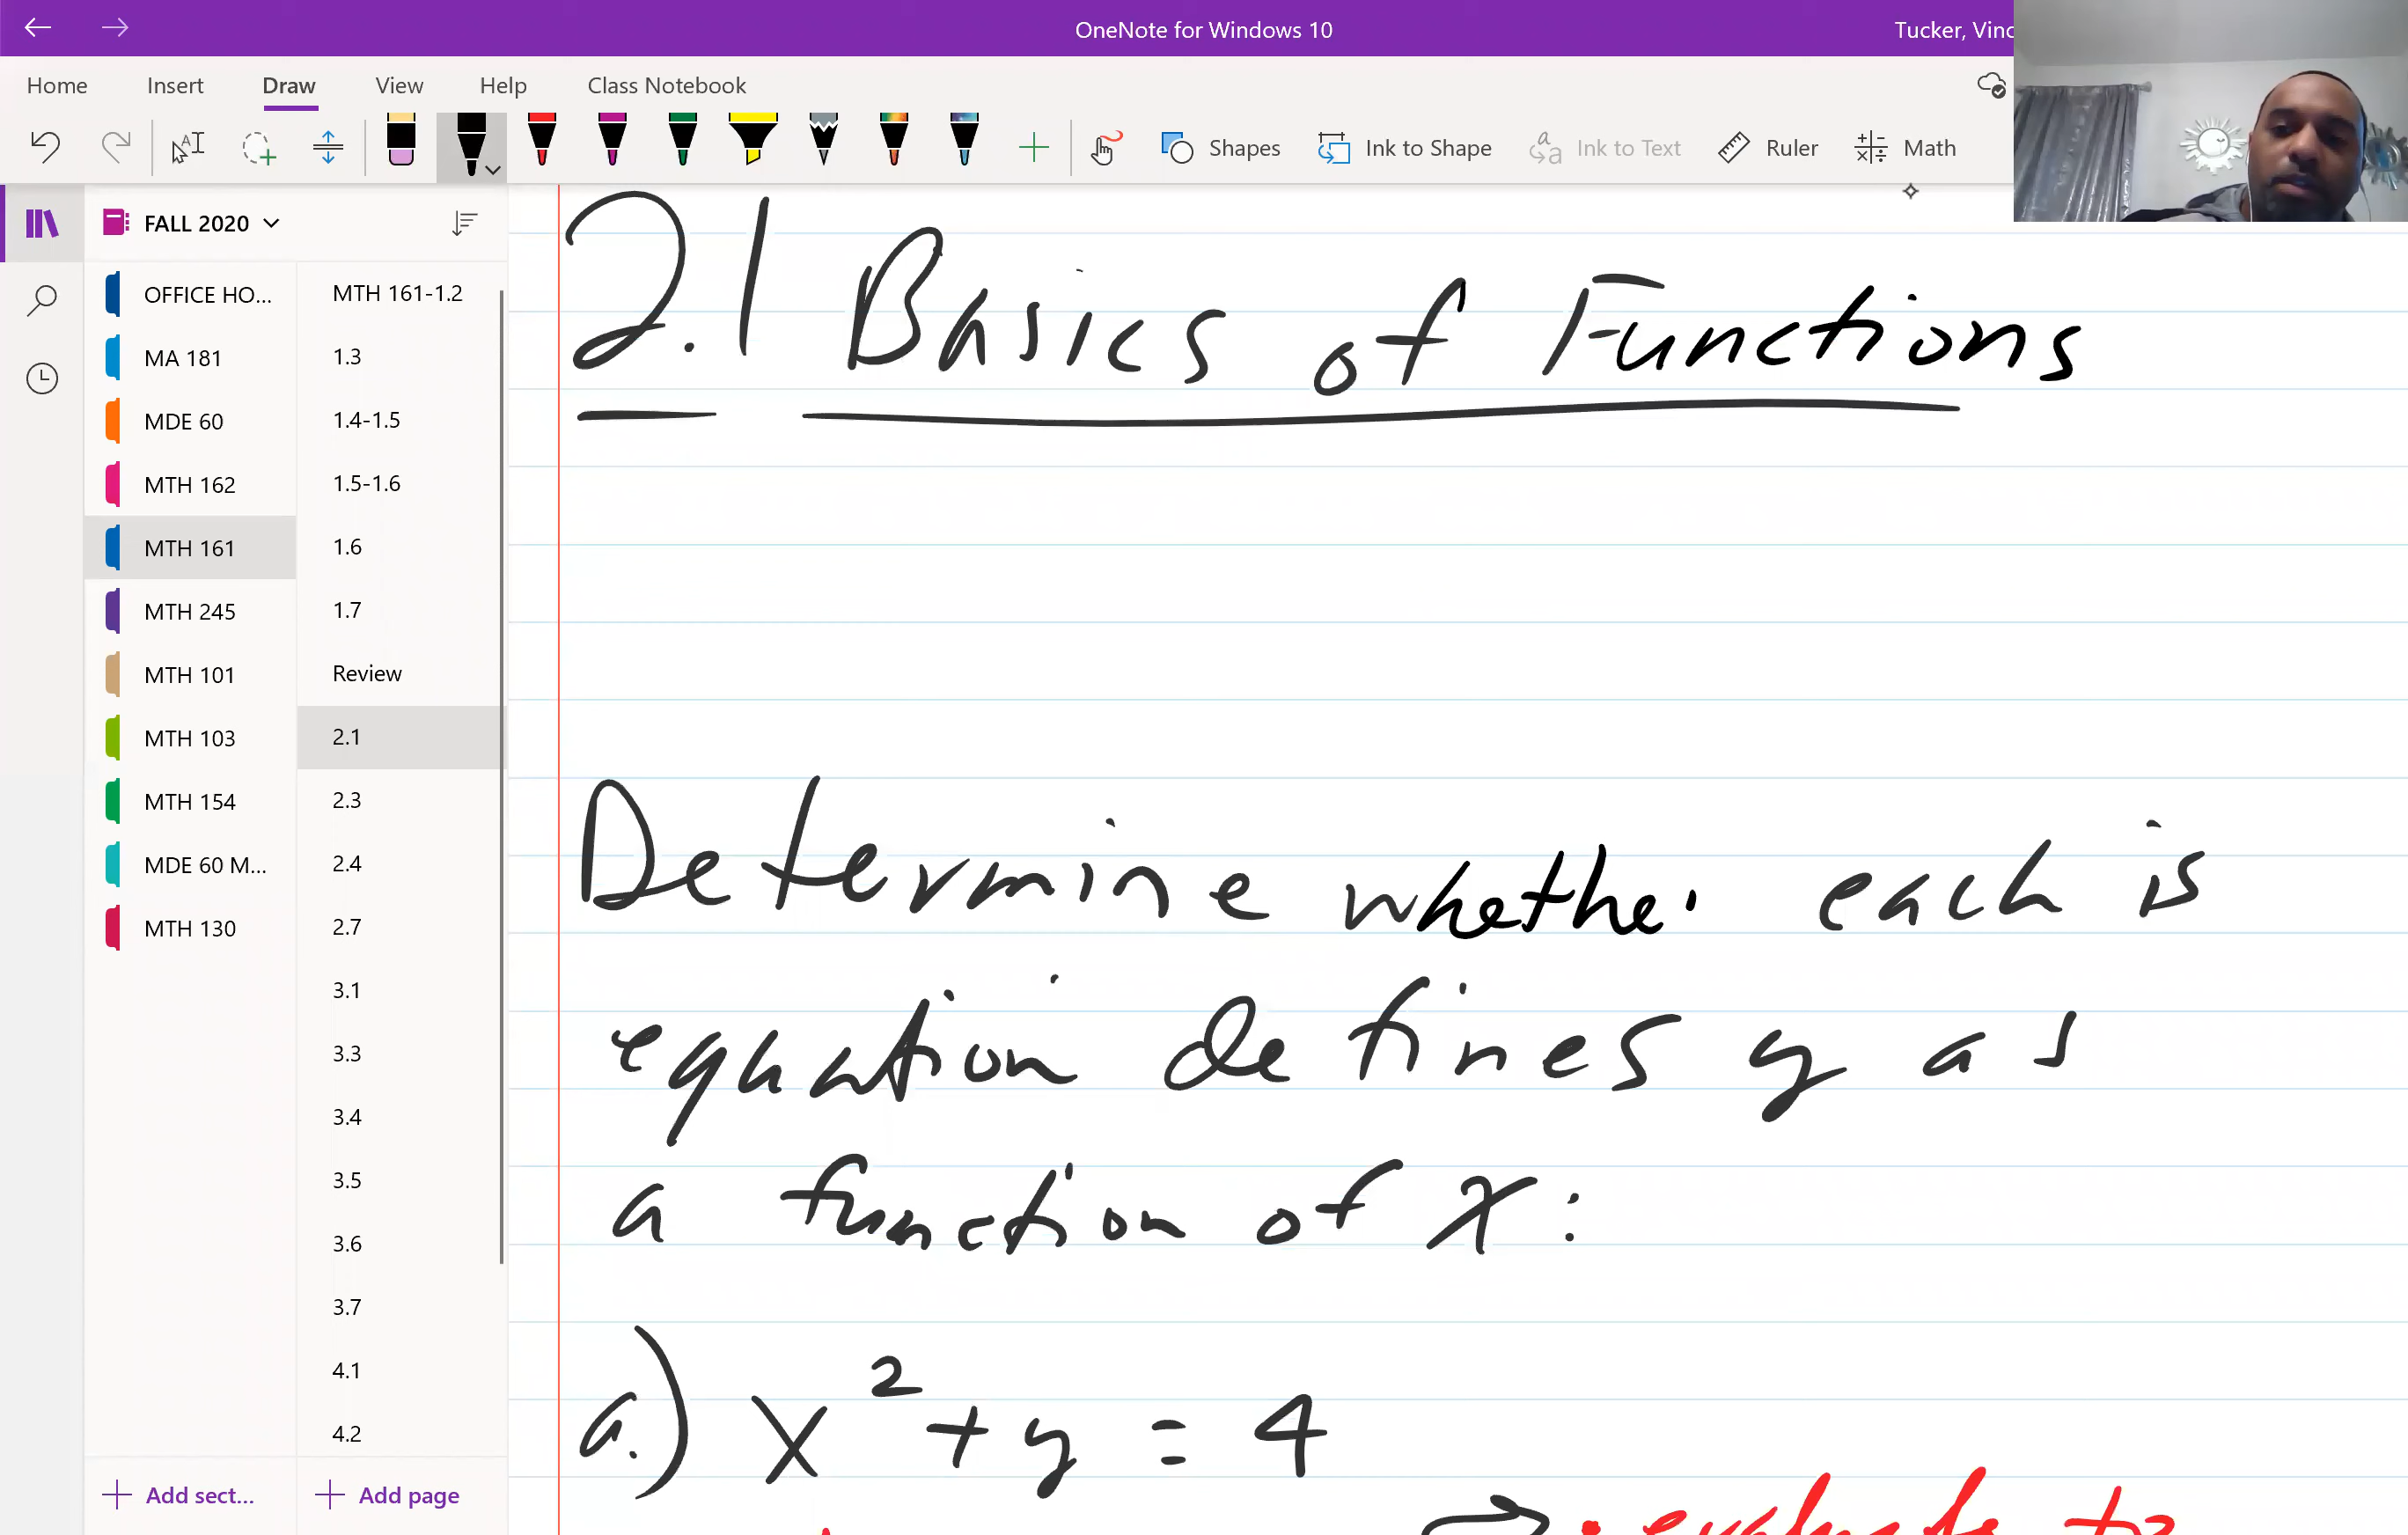 OneNote for Windows 10
Tucker, Vinc
Home Insert Draw View Help Class Notebook
Shapes Ink to Shape Ink to Text Ruler Math
FALL 2020
OFFICE HO...
MA 181
MDE 60
MTH 162
MTH 161
MTH 245
MTH 101
MTH 103
MTH 154
MDE 60 M...
MTH 130
Add sect...
MTH 161-1.2
1.3
1.4-1.5
1.5-1.6
1.6
1.7
Review
2.1
2.3
2.4
2.7
3.1
3.3
3.4
3.5
3.6
3.7
4.1
4.2
Add page
2.1 Basics of Functions
Determine whether each is
equation defines y as
a function of x:
a.) x² + y = 4
evaluate to